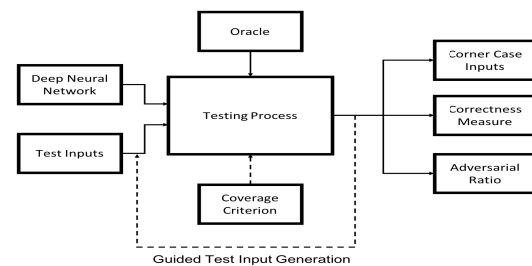 Oracle
Deep Neural
Network
Test Inputs
Testing Process
Coverage
Criterion
Corner Case
Inputs
Correctness
Measure
Adversarial
Ratio
Guided Test Input Generation